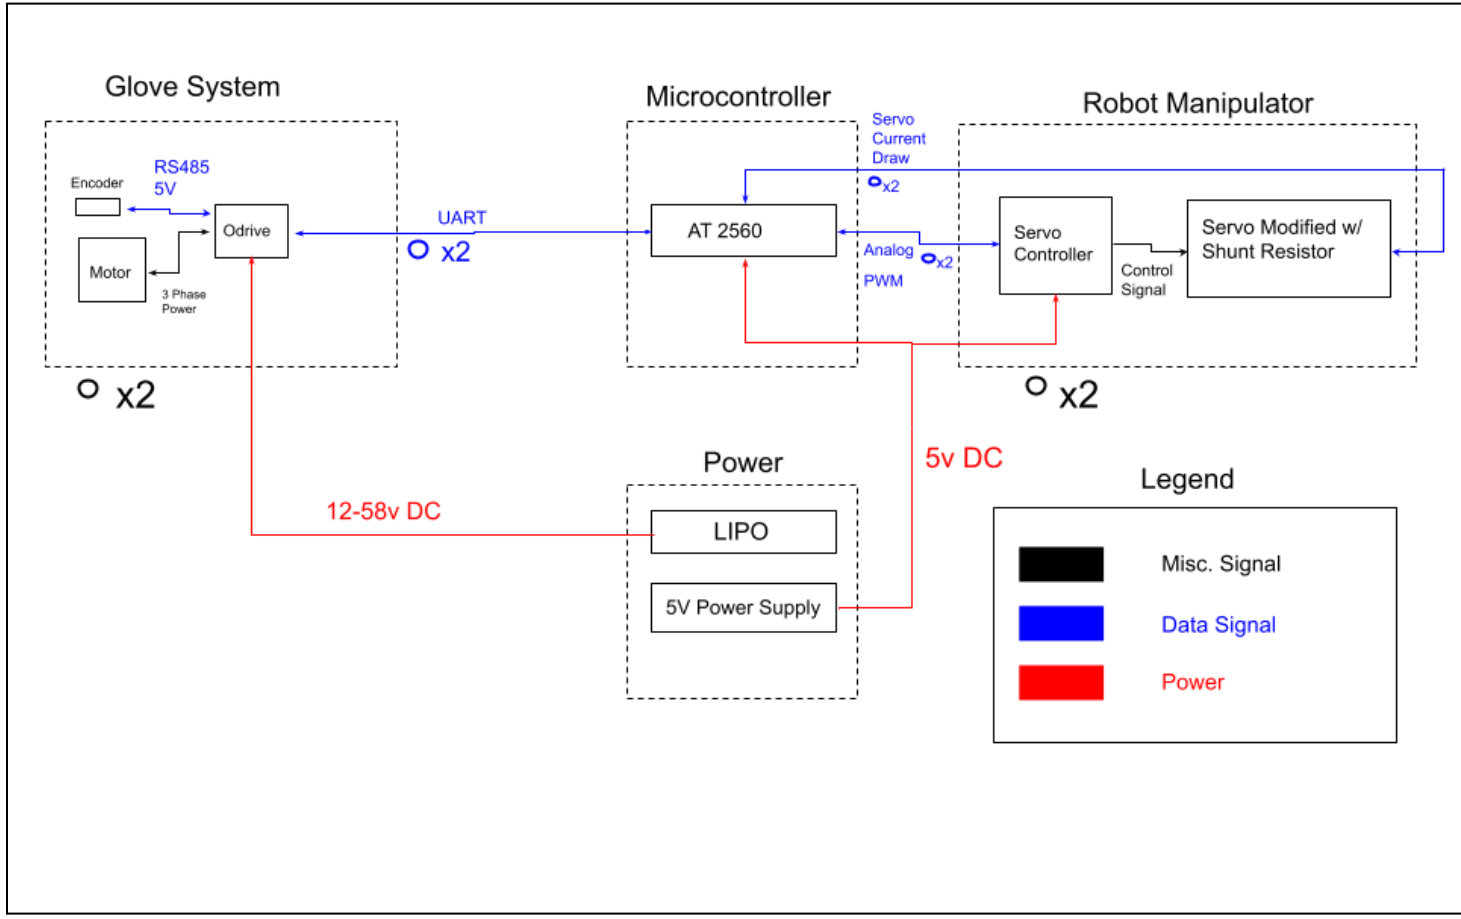 Glove System
Encoder
RS485
5V
Odrive
Motor
3 Phase
Power
x2
UART
x2
Microcontroller
AT 2560
Servo
Current
Draw
x2
Analog
x2
PWM
Robot Manipulator
Servo
Controller
Control
Signal
Servo Modified w/
Shunt Resistor
x2
12-58v DC
Power
LIPO
5V Power Supply
5v DC
Legend
Misc. Signal
Data Signal
Power